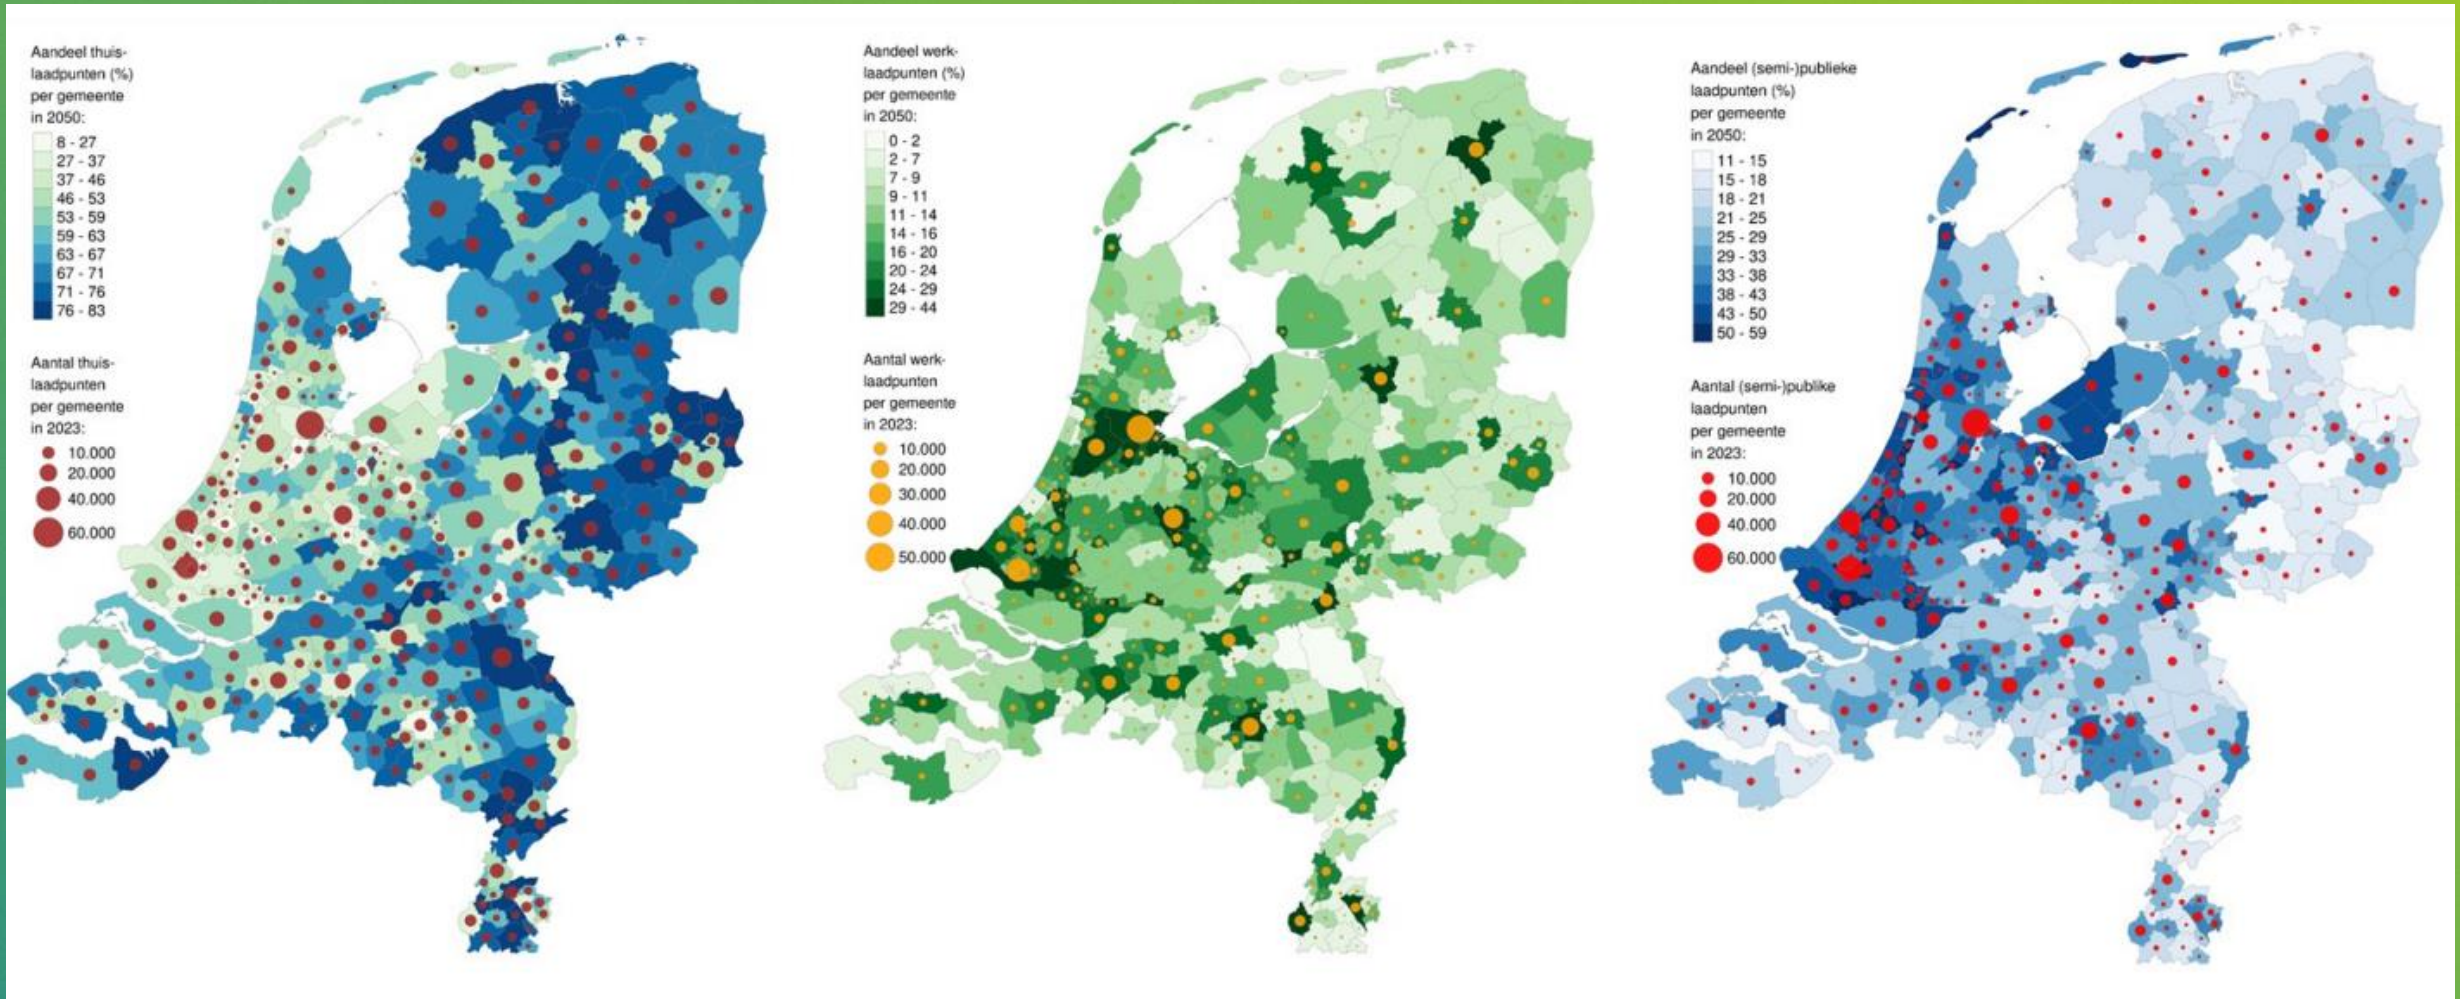 Aandeel thuis-
laadpunten (%)
per gemeente
in 2050:
8 - 27
27 - 37
37 - 46
46 - 53
53 - 59
59 - 63
63 - 67
67 - 71
71 - 76
76 - 83
Aantal thuis-
laadpunten
per gemeente
in 2023:
10.000
20.000
40.000
60.000
Aandeel werk-
laadpunten (%)
per gemeente
in 2050:
0 - 2
2 - 7
7 - 9
9 - 11
11 - 14
14 - 16
16 - 20
20 - 24
24 - 29
29 - 44
Aantal werk-
laadpunten
per gemeente
in 2023:
10.000
20.000
30.000
40.000
50.000
Aandeel (semi-)publieke
laadpunten (%)
per gemeente
in 2050:
11 - 15
15 - 18
18 - 21
21 - 25
25 - 29
29 - 33
33 - 38
38 - 43
43 - 50
50 - 59
Aantal (semi-)publike
laadpunten
per gemeente
in 2023:
10.000
20.000
40.000
60.000